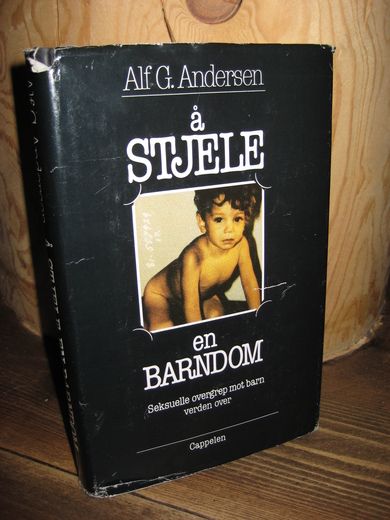 Alf G. Andersen
å
STJELE
en
BARNDOM
Seksuelle overgrep mot barn
verden over
Cappelen